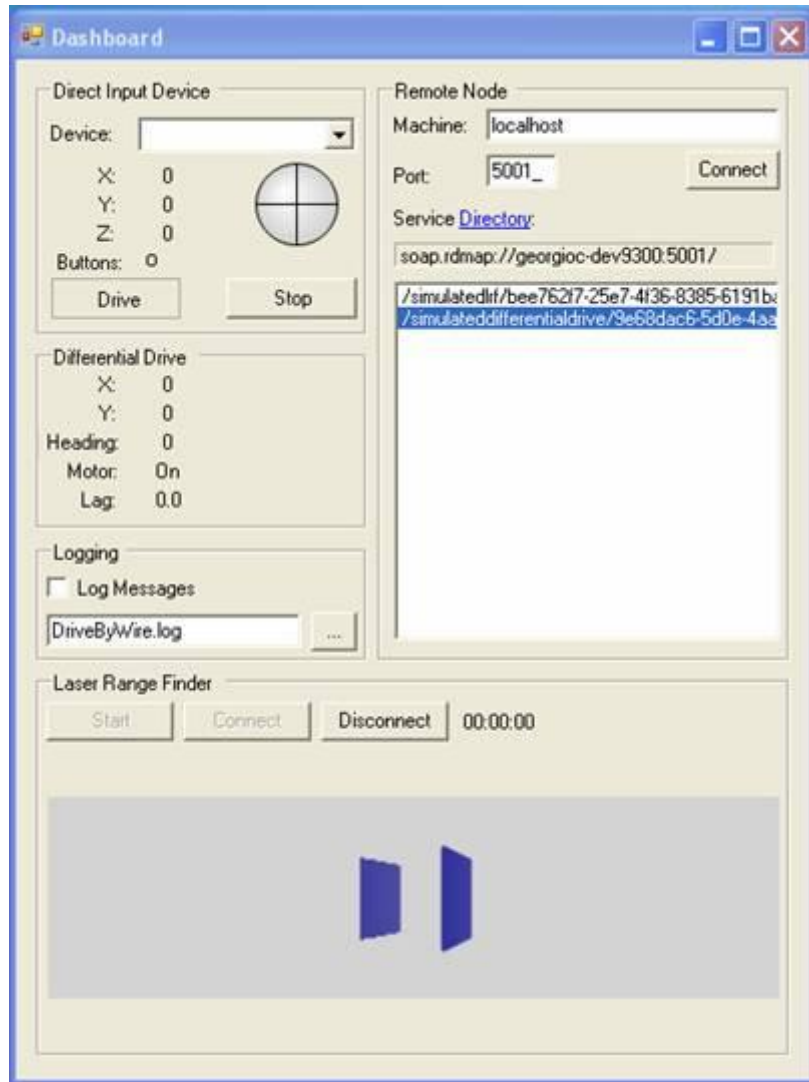 Dashboard
Direct Input Device
Device:
X: 0
Y: 0
Z: 0
Buttons: O
Drive Stop
Differential Drive
X: 0
Y: 0
Heading: 0
Motor: On
Lag: 0.0
Logging
Log Messages
DriveByWire.log ...
Remote Node
Machine: localhost
Port: 5001_ Connect
Service Directory:
soap.rdmap://georgioc-dev9300:5001/
/simulatedlrf/bee762f7-25e7-4f36-8385-6191ba
/simulateddifferentialdrive/9e68dac6-5d0e-4aa
Laser Range Finder
Start Connect Disconnect 00:00:00